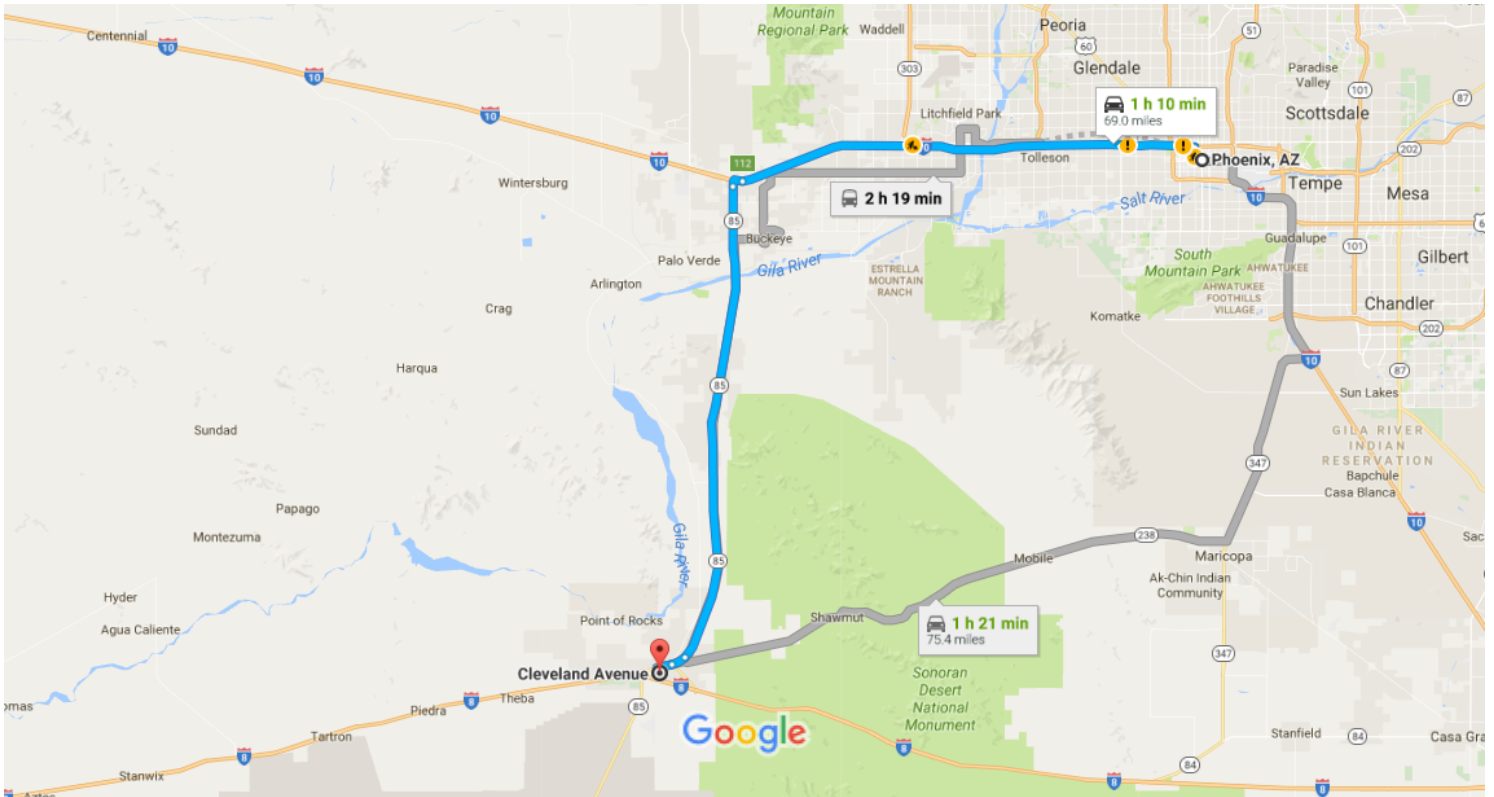 Mountain
Regional Park
Waddell
Peoria
51
Centennial
10
60
Glendale
303
10
Paradise
Valley
101
87
Litchfield Park
1 h 10 min
69.0 miles
Scottsdale
10
112
10
Tolleson
Phoenix, AZ
202
Wintersburg
2 h 19 min
Salt River
10
Tempe
Mesa
85
Buckeye
Guadalupe
101
Palo Verde
Gila River
ESTRELLA
MOUNTAIN
RANCH
South
Mountain Park
AHWATUKEE
Gilbert
Arlington
AHWATUKEE
FOOTHILLS
VILLAGE
Chandler
Crag
Komatke
202
10
Harqua
85
87
Sun Lakes
Sundad
GILA RIVER
INDIAN
RESERVATION
347
Bapchule
Casa Blanca
Papago
10
Montezuma
Gila River
85
238
Mobile
Maricopa
Ak-Chin Indian
Community
Hyder
Agua Caliente
Point of Rocks
Shawmut
1 h 21 min
75.4 miles
347
Cleveland Avenue
Sonoran
Desert
National
Monument
8
8
Theba
85
Piedra
Google
Tartron
8
8
Stanfield
84
Stanwix
84
8
8